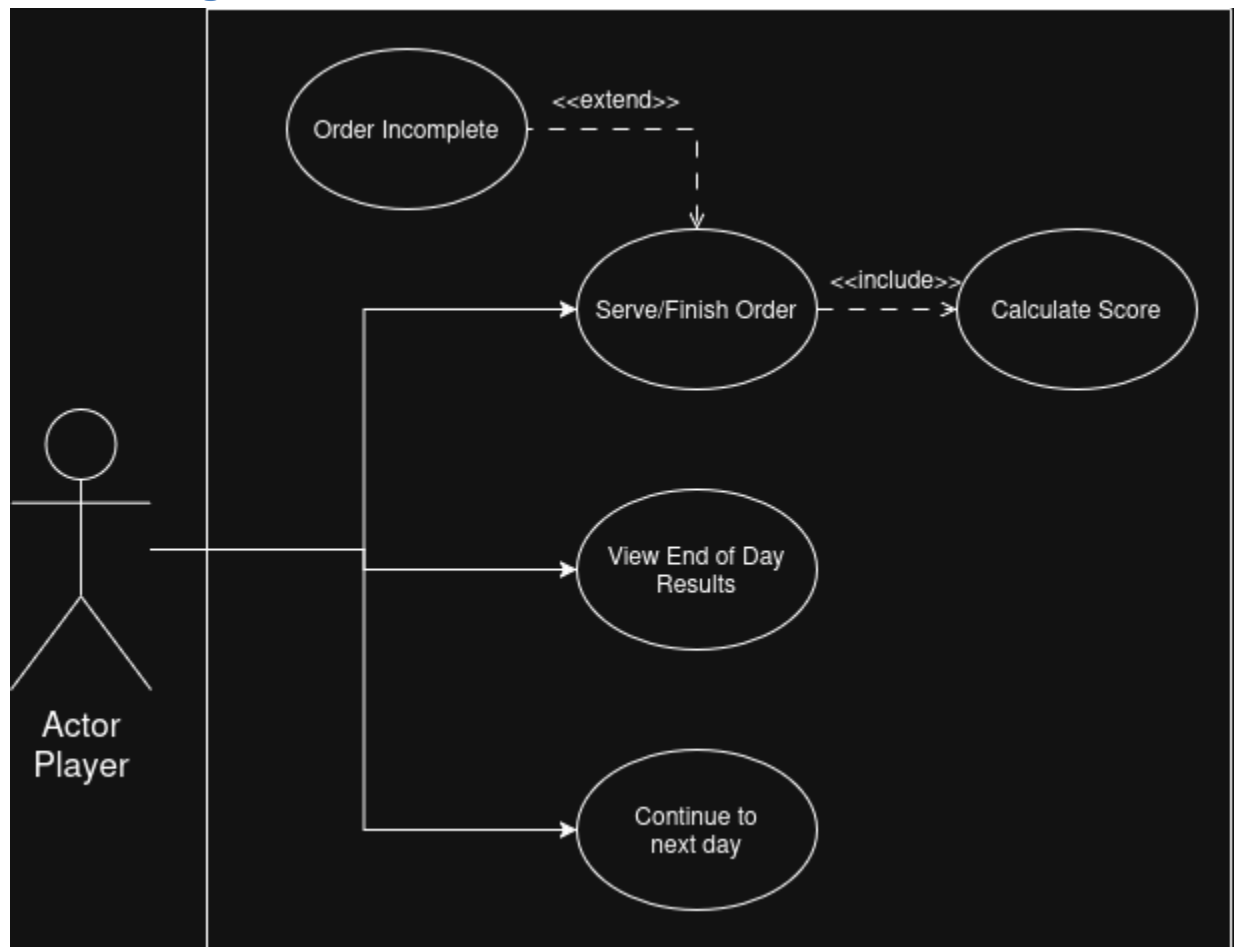 <<extend>>
Order Incomplete
<<include>>
Serve/Finish Order
Calculate Score
View End of Day
Results
Actor
Player
Continue to
next day